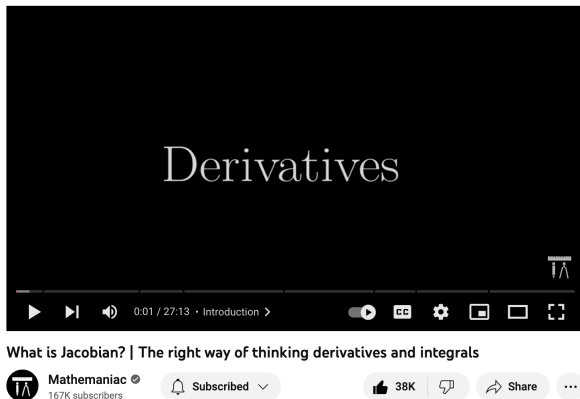 Derivatives
0:01 / 27:13 • Introduction >
CC
What is Jacobian? | The right way of thinking derivatives and integrals
Mathemaniac
Subscribed
38K
Share
167K subscribers